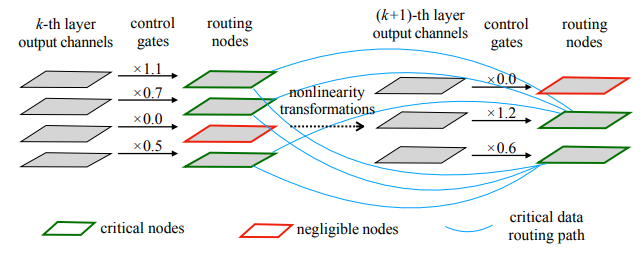 k-th layer
output channels
control
gates
routing
nodes
(k+1)-th layer
output channels
control
gates
routing
nodes
×1.1
×0.7
×0.0
×0.5
nonlinearity
transformations
×0.0
×1.2
×0.6
critical nodes
negligible nodes
critical data
routing path